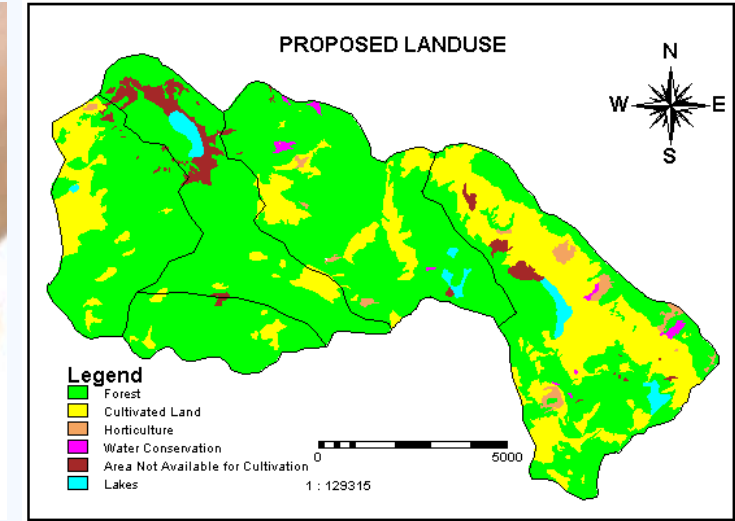 PROPOSED LANDUSE
N
W E
S
Legend
Forest
Cultivated Land
Horticulture
Water Conservation
Area Not Available for Cultivation
Lakes
0 5000
1 : 129315